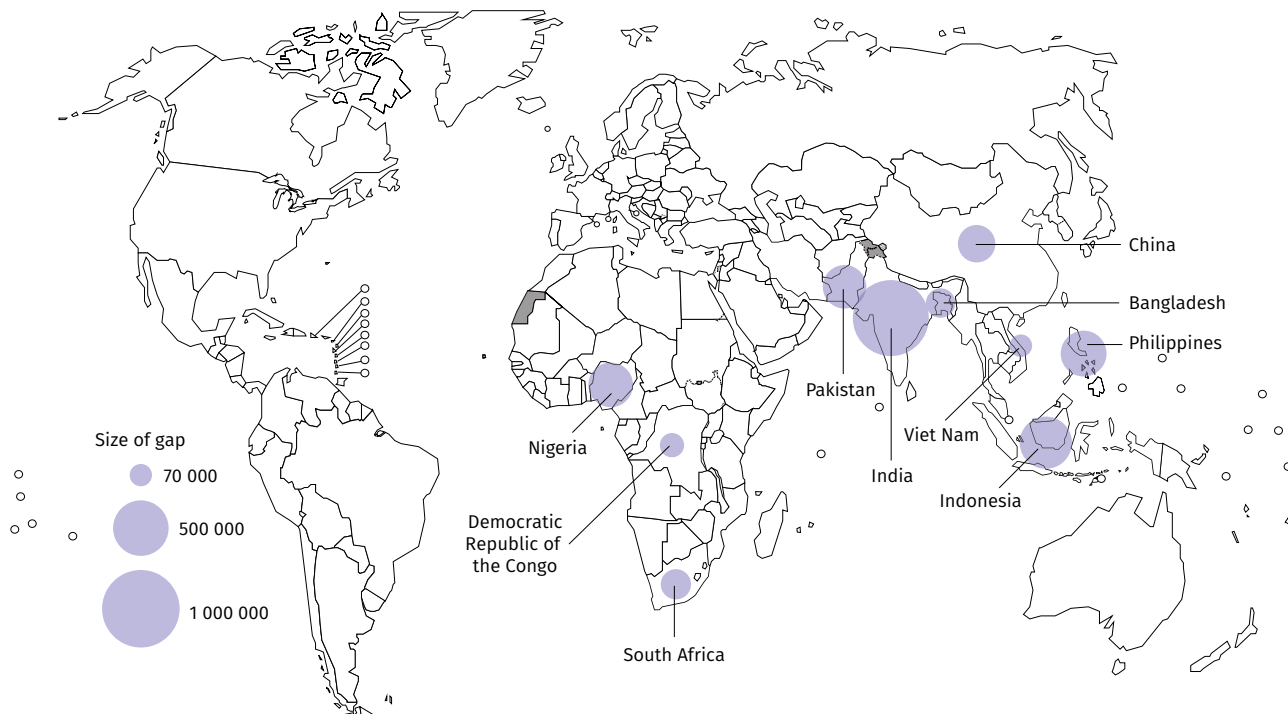 China
Bangladesh
Philippines
Pakistan
Viet Nam
Nigeria
India
Indonesia
Size of gap
70 000
500 000
1 000 000
Democratic
Republic of
the Congo
South Africa